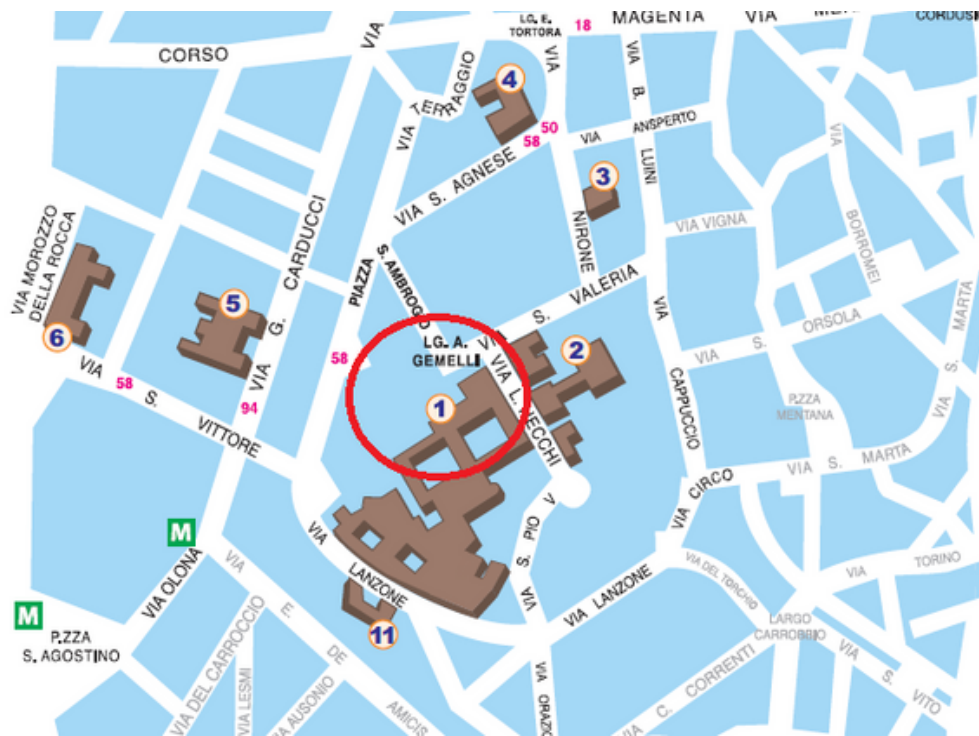 LG. E.
TORTORA
18
MAGENTA
VIA
CORDUSI
CORSO
VIA
VIA
VIA B. LUINI
4
VIA TERRAGGIO
50
58
VIA ANSPERTO
VIA S. AGNESE
3
NIRONE
VIA
BORROMEI
VIA VIGNA
VIA MOROZZO
DELLA ROCCA
VIA G. CARDUCCI
PIAZZA
S. AMBROGIO
VIA S. VALERIA
5
6
LG. A.
GEMELLI
2
VIA S. ORSOLA
VIA S. MARTA
58
58
VIA L. NECCHI
VIA CAPPUCCIO
P.ZZA
MENTANA
94
1
VIA S. VITTORE
VIA S. MARTA
VIA CIRCO
VIA S. PIO V
M
VIA LANZONE
VIA OLONA
VIA TORINO
VIA DEL TORCHIO
VIA LANZONE
M
P.ZZA
S. AGOSTINO
11
LARGO
CARROBBIO
VIA E. DE AMICIS
VIA DEL CARROCCIO
VIA LESMI
VIA AUSONIO
VIA ORAZIO
VIA C. CORRENTI
VIA S. VITO